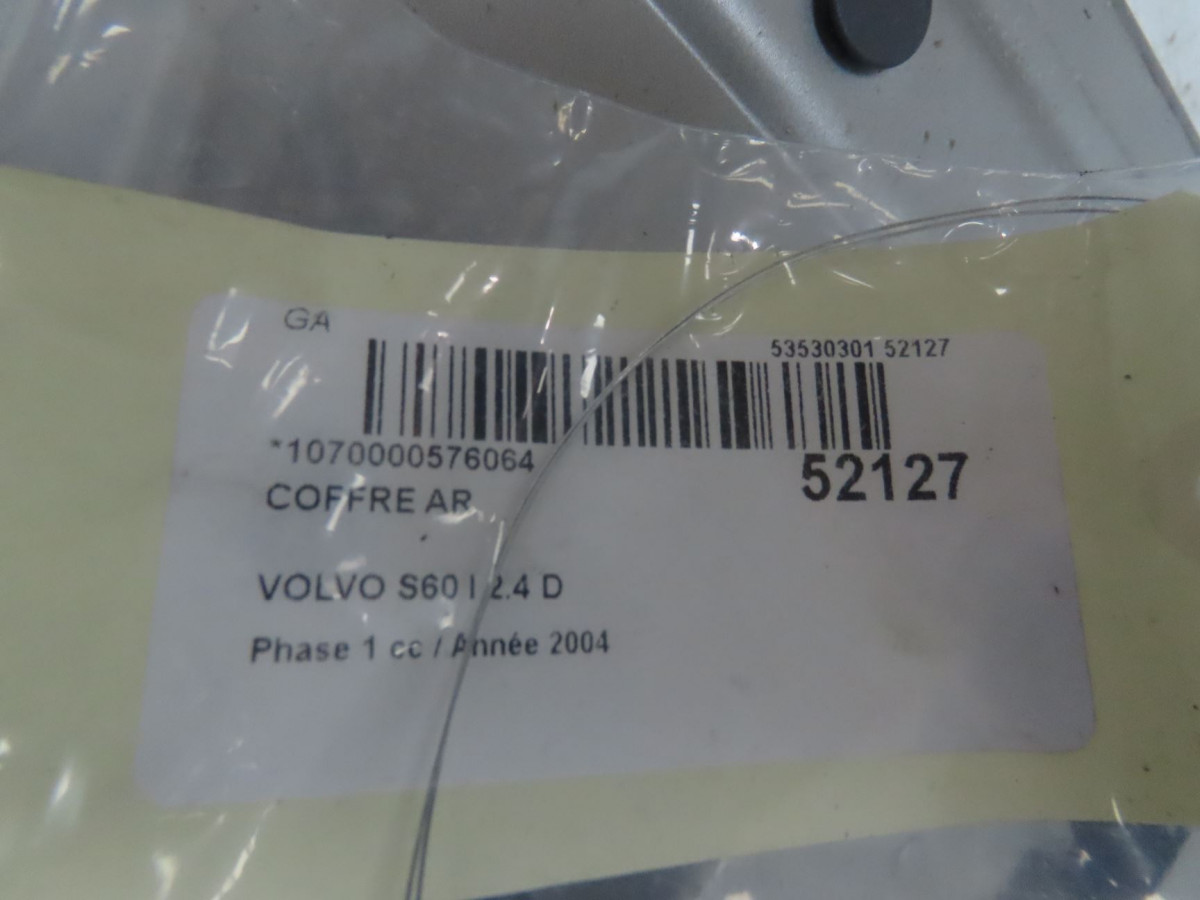 GA
53530301 52127
*1070000576064
52127
COFFRE AR
VOLVO S60 I 2.4 D
Phase 1 cc / Année 2004